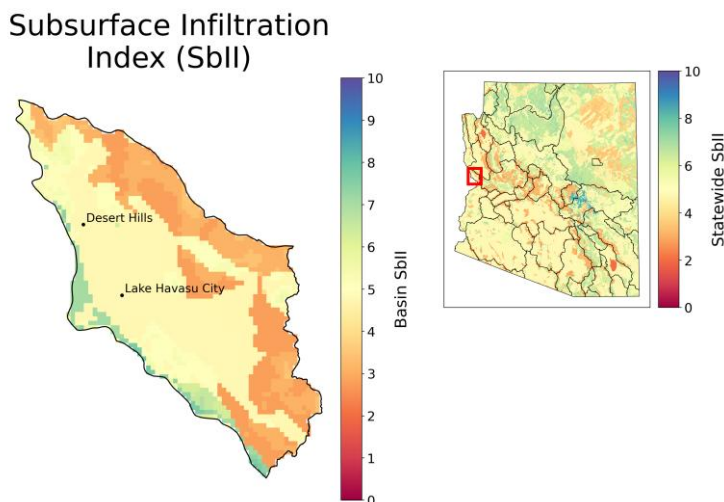 Subsurface Infiltration
Index (SbII)
Desert Hills
Lake Havasu City
10
9
8
7
6
5
4
3
2
1
0
Basin SbII
10
8
6
4
2
0
Statewide SbII